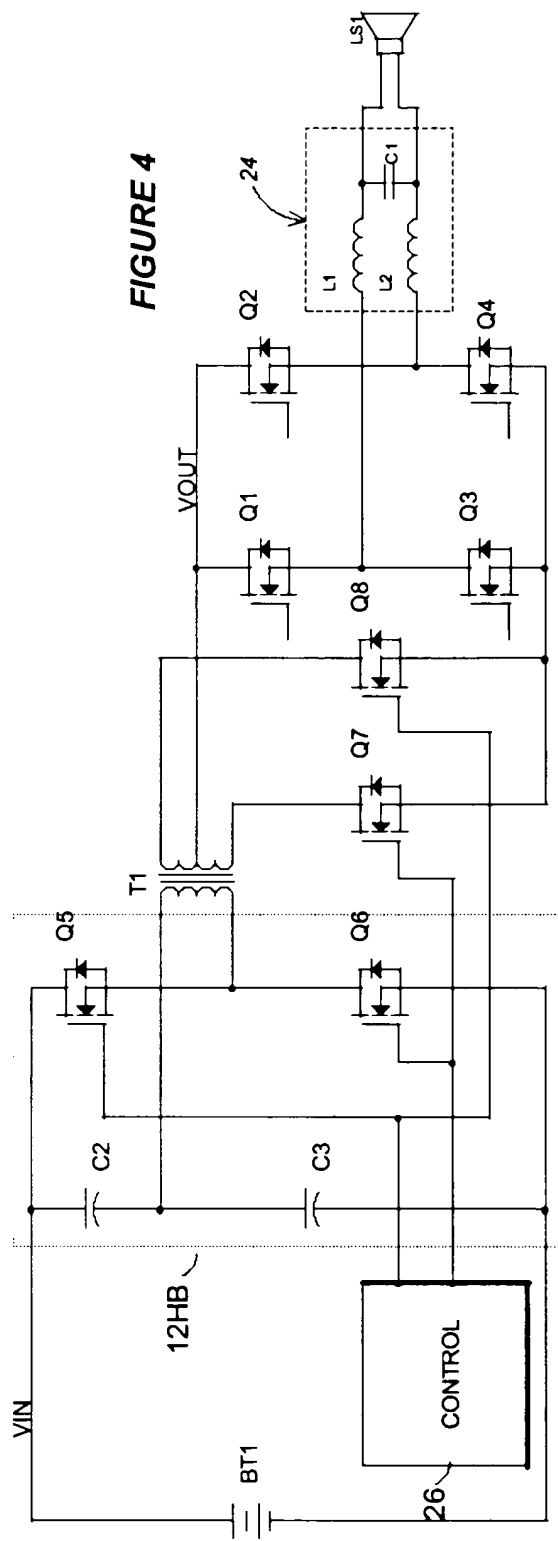 FIGURE 4
VIN
VOUT
BT1
12HB
26
CONTROL
C2
C3
Q5
Q6
T1
Q7
Q8
Q1
Q2
Q3
Q4
24
L1
L2
C1
LS1